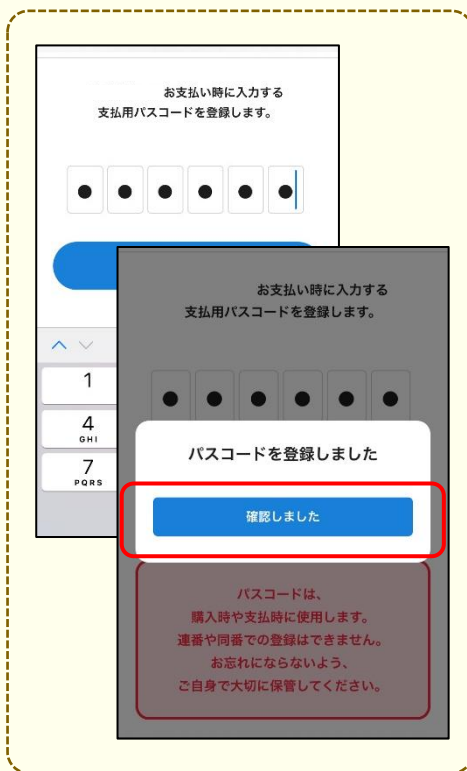 お支払い時に入力する
支払用パスコードを登録します。
1
4
GHI
7
PQRS
お支払い時に入力する
支払用パスコードを登録します。
パスコードを登録しました
確認しました
パスコードは、
購入時や支払時に使用します。
連番や同番での登録はできません。
お忘れにならないよう、
ご自身で大切に保管してください。